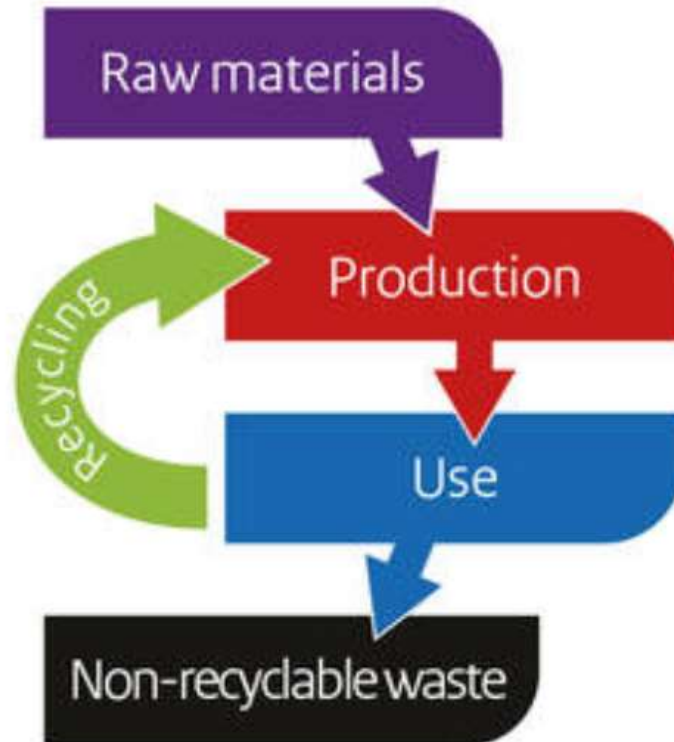 Raw materials
Production
Recycling
Use
Non-recyclable waste